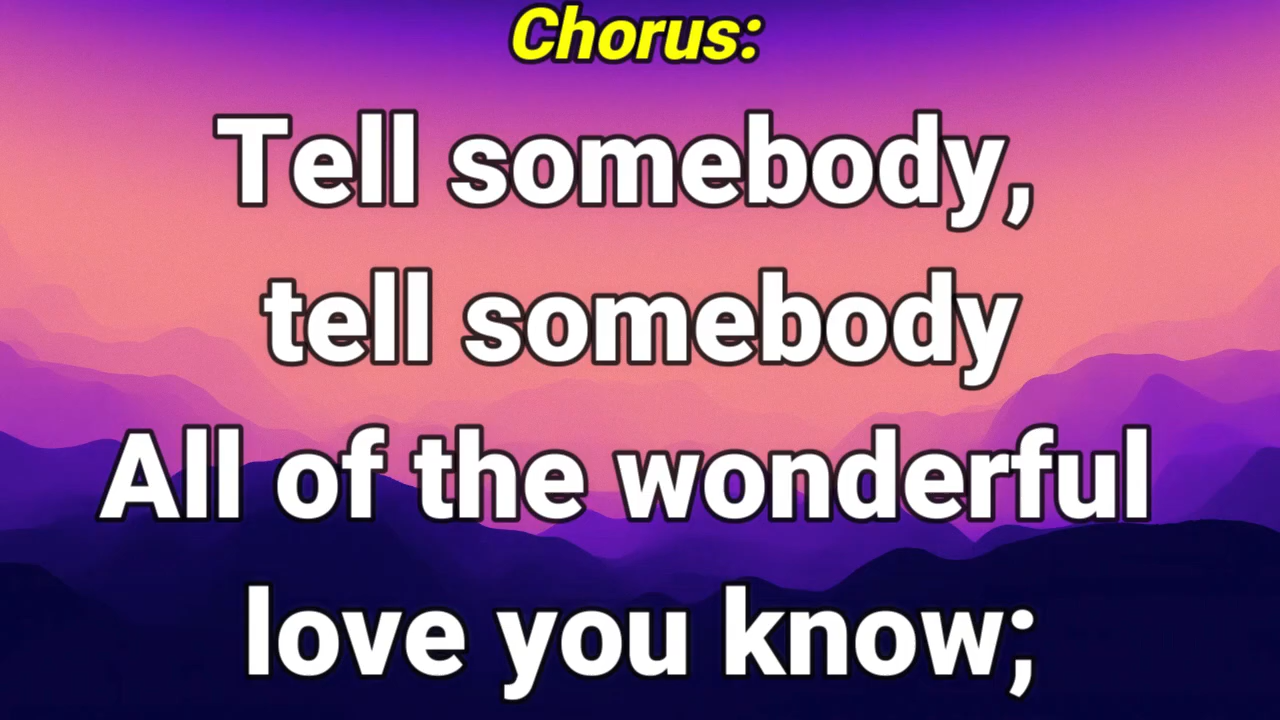 Chorus:
Tell somebody,
tell somebody
All of the wonderful
love you know;